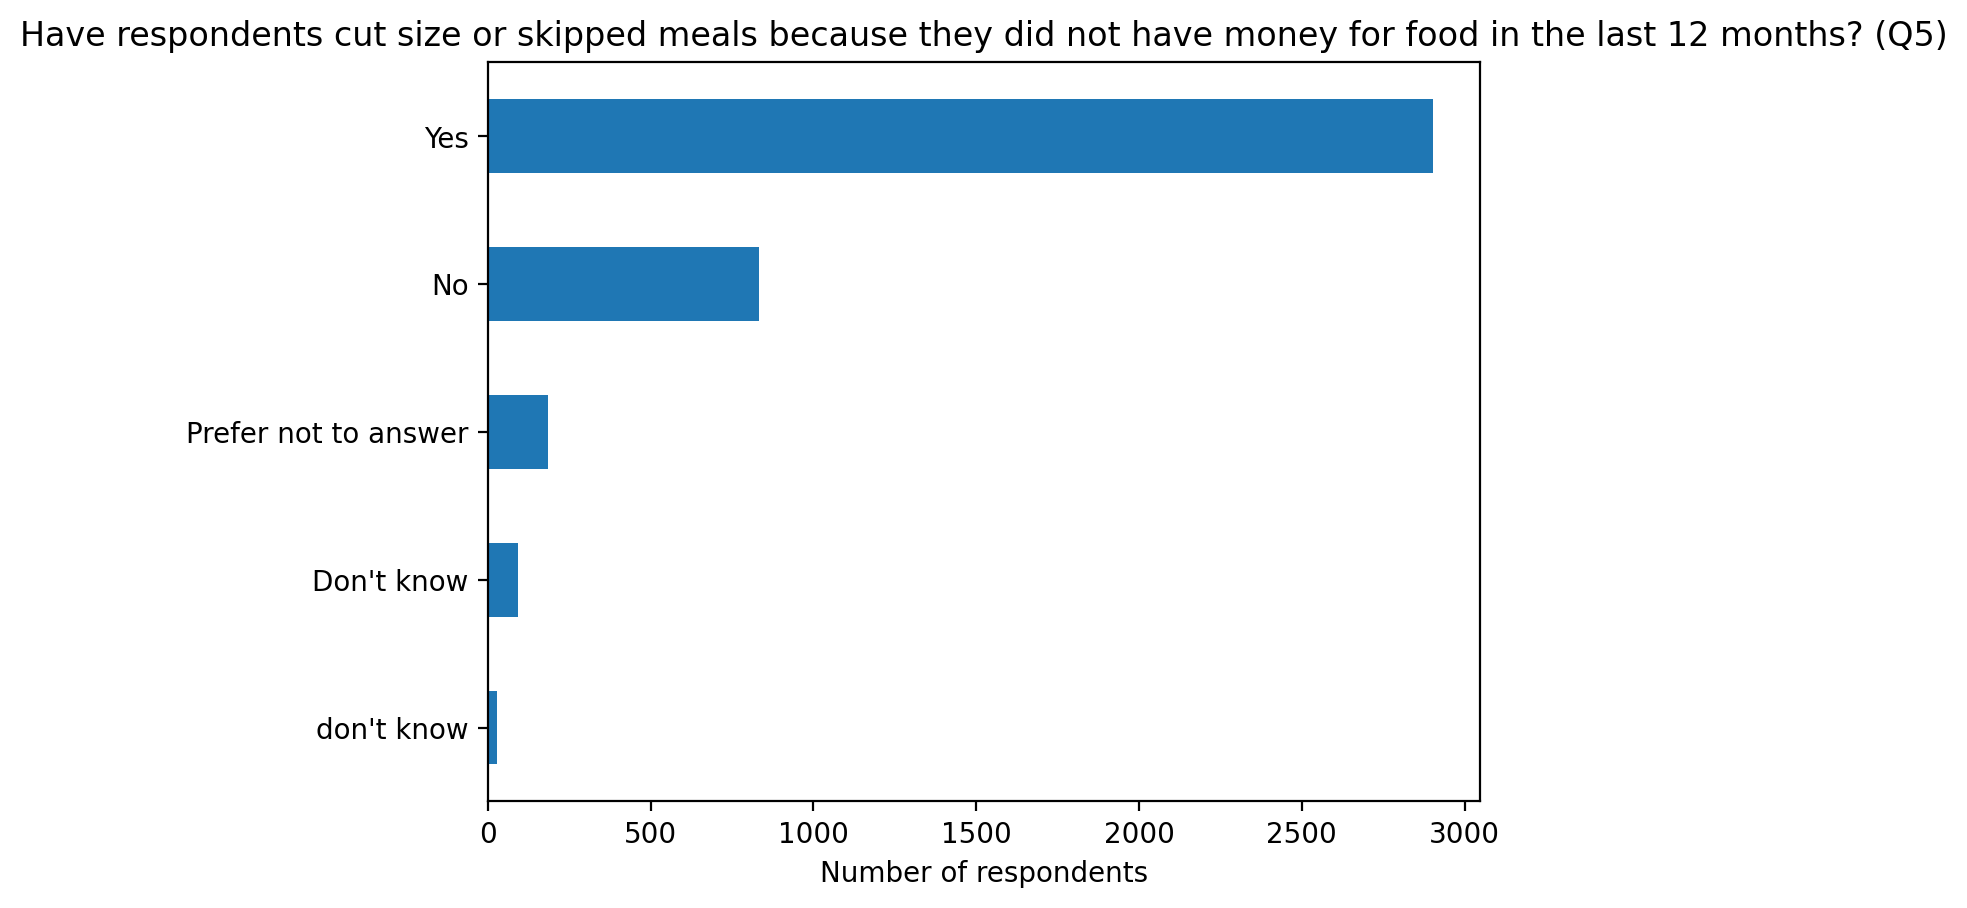 Have respondents cut size or skipped meals because they did not have money for food in the last 12 months? (Q5)
Yes
No
Prefer not to answer
Don't know
don't know
0 500 1000 1500 2000 2500 3000
Number of respondents